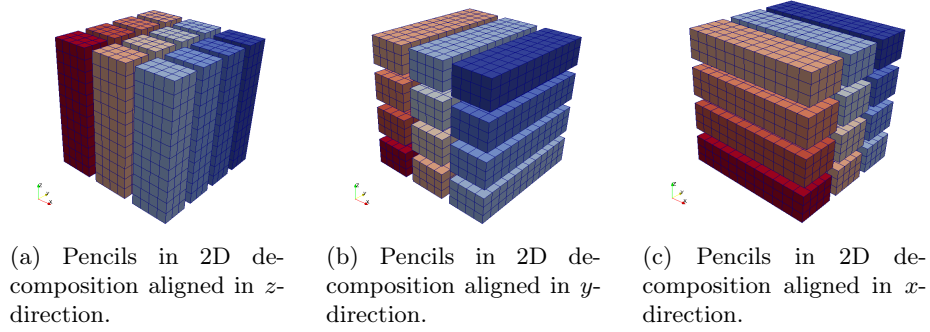 (a) Pencils in 2D de-
composition aligned in z-
direction.
(b) Pencils in 2D de-
composition aligned in y-
direction.
(c) Pencils in 2D de-
composition aligned in x-
direction.